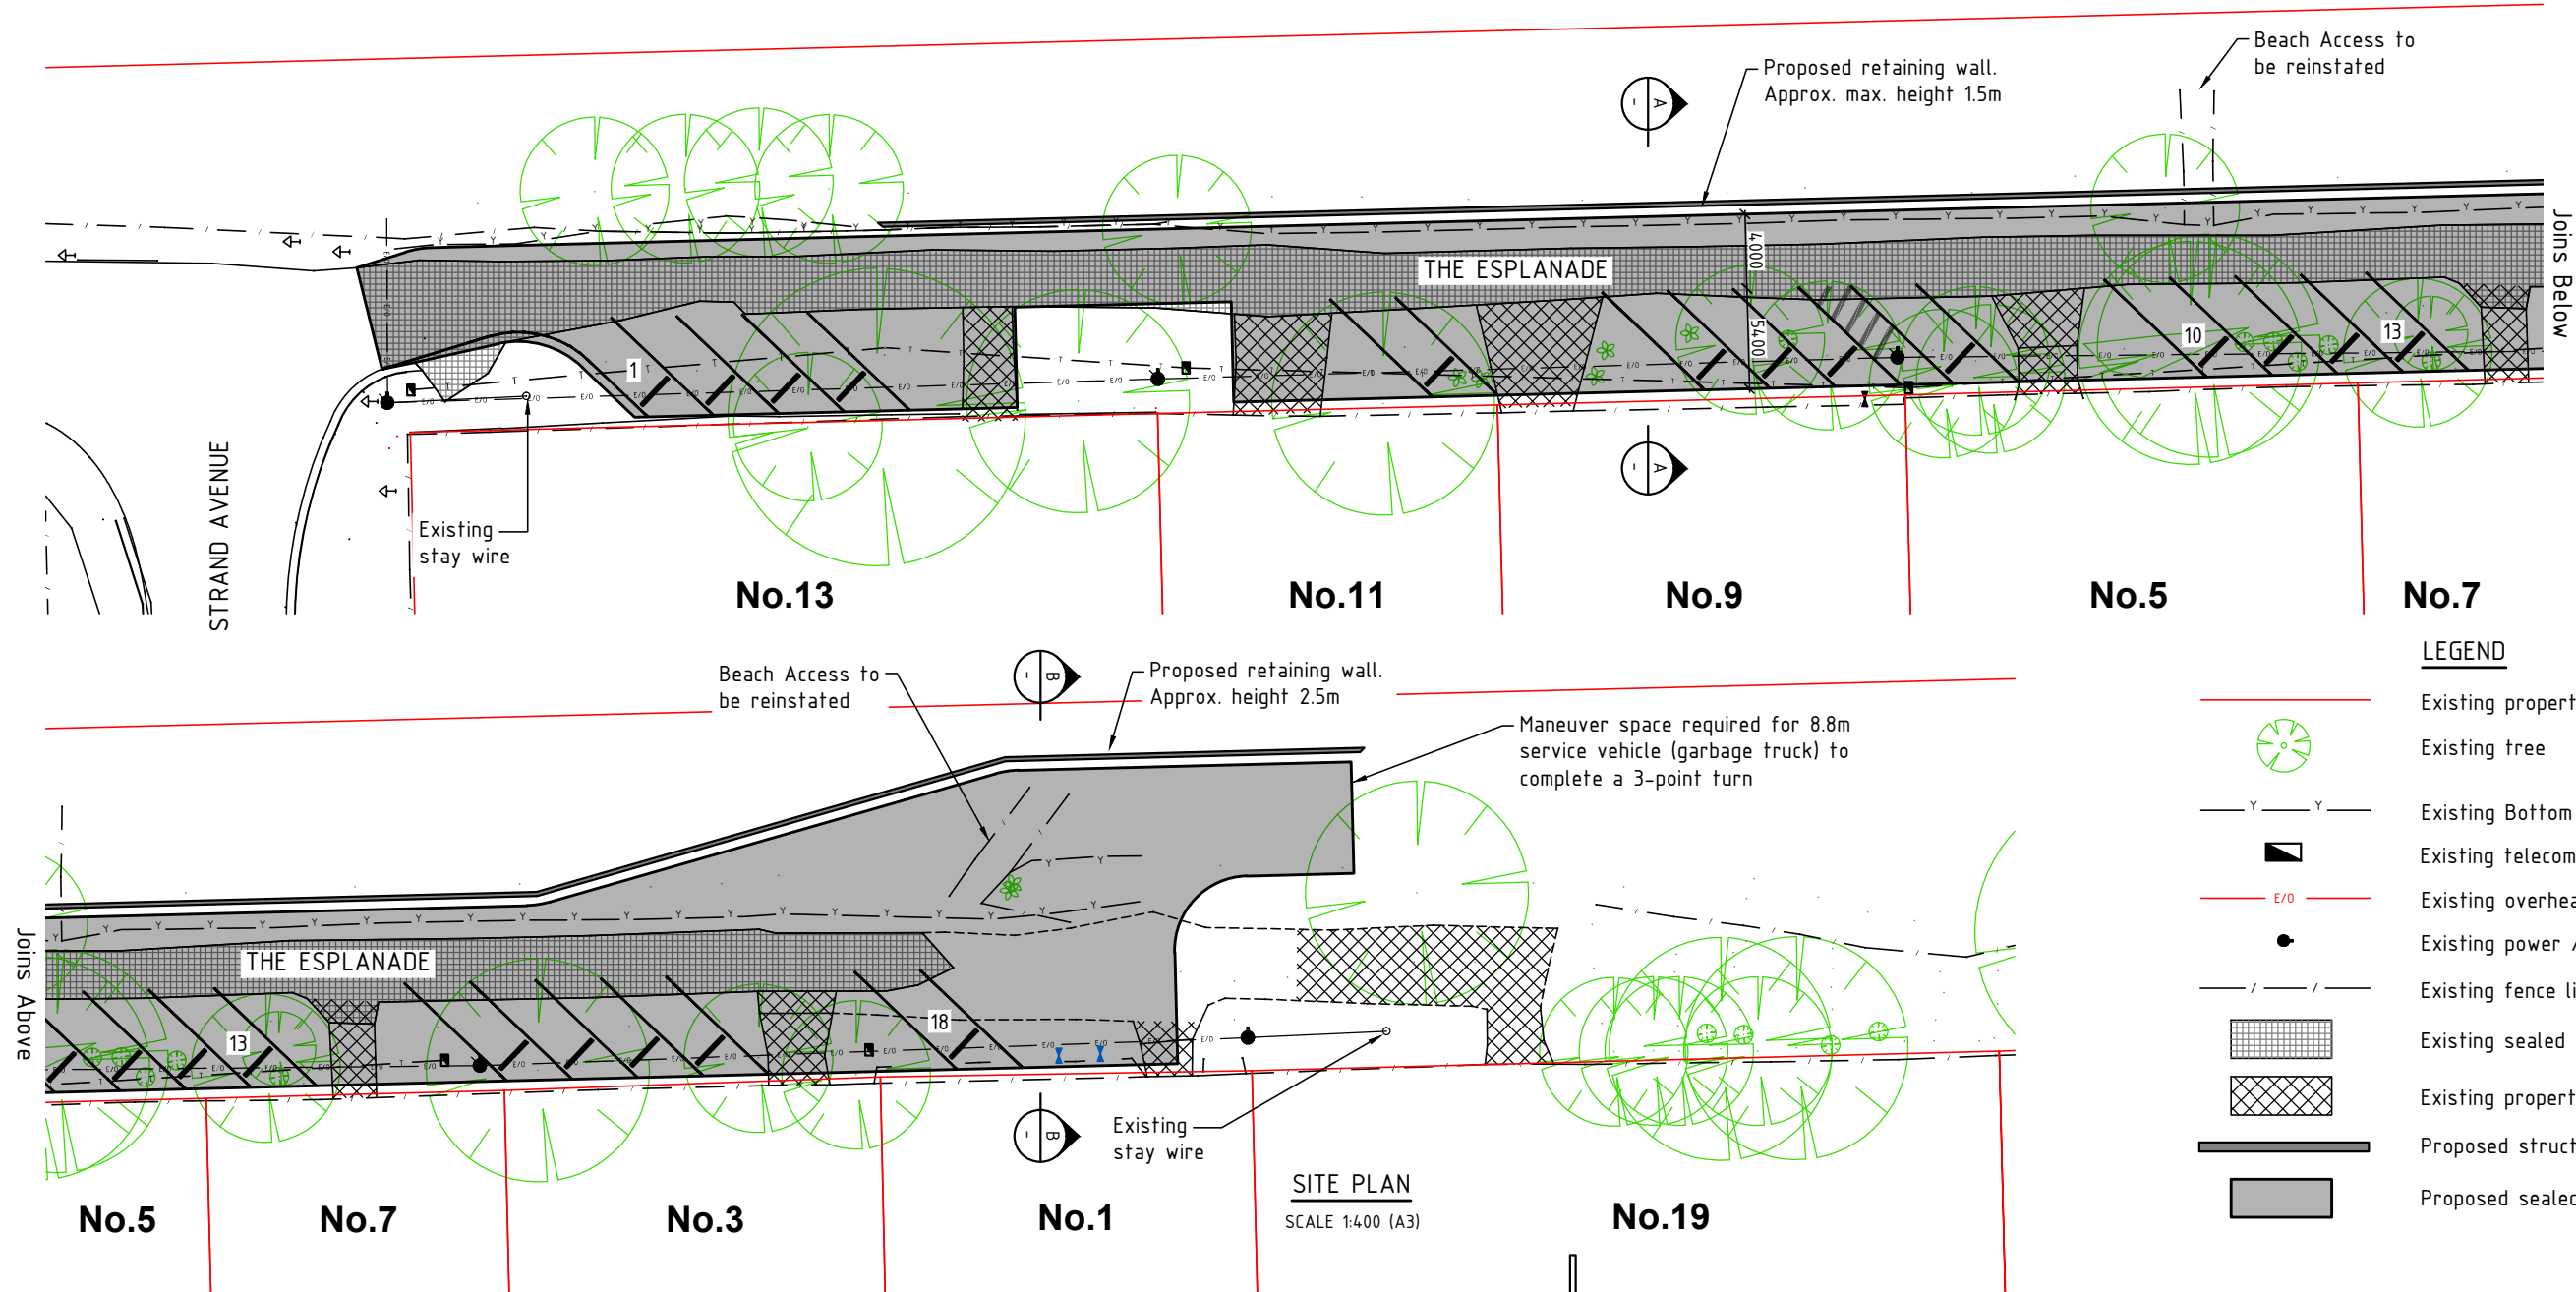 Beach Access to
be reinstated
Proposed retaining wall.
Approx. max. height 1.5m
A
Joins Below
THE ESPLANADE
4000
5400
1
10
13
A
STRAND AVENUE
Existing
stay wire
No.13
No.11
No.9
No.5
No.7
LEGEND
Existing propert
Existing tree
Existing Bottom
Existing telecom
E/O
Existing overhea
Existing power /
Existing fence li
Existing sealed
Existing propert
Proposed struct
Proposed sealed
Beach Access to
be reinstated
B
Proposed retaining wall.
Approx. height 2.5m
Maneuver space required for 8.8m
service vehicle (garbage truck) to
complete a 3-point turn
Joins Above
THE ESPLANADE
13
18
B
Existing
stay wire
No.5
No.7
No.3
No.1
No.19
SITE PLAN
SCALE 1:400 (A3)